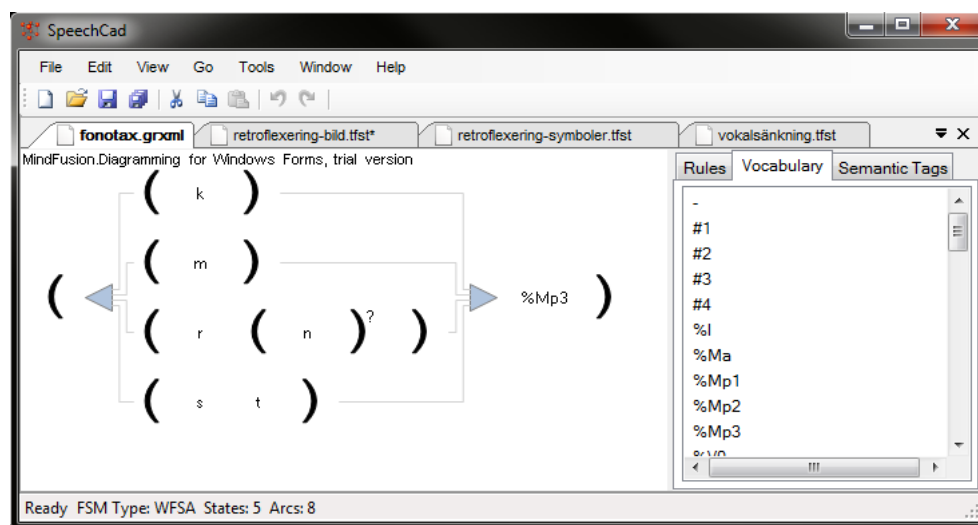 SpeechCad
File Edit View Go Tools Window Help
fonotax.grxml retroflexering-bild.tfst* retroflexering-symboler.tfst vokalsänkning.tfst
MindFusion.Diagramming for Windows Forms, trial version
Rules Vocabulary Semantic Tags
( k )
( m )
( %Mp3 )
( r ( n )? )
( s t )
-
#1
#2
#3
#4
%I
%Ma
%Mp1
%Mp2
%Mp3
Ready FSM Type: WFSA States: 5 Arcs: 8